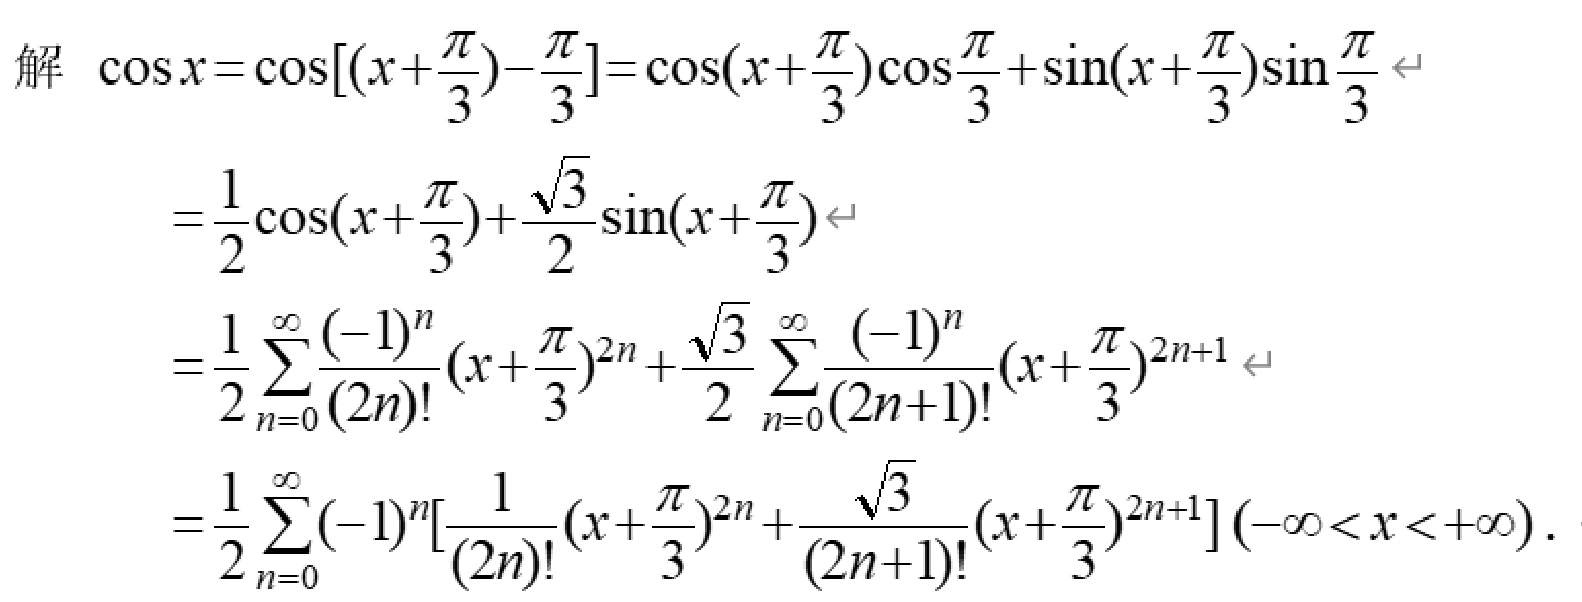 解 cos x = cos[(x+π/3)−π/3] = cos(x+π/3)cos π/3 + sin(x+π/3)sin π/3 ↵
= 1/2 cos(x+π/3) + √3/2 sin(x+π/3) ↵
= 1/2 ∑_{n=0}^{∞} (−1)^n/(2n)! (x+π/3)^{2n} + √3/2 ∑_{n=0}^{∞} (−1)^n/(2n+1)! (x+π/3)^{2n+1} ↵
= 1/2 ∑_{n=0}^{∞} (−1)^n [1/(2n)! (x+π/3)^{2n} + √3/(2n+1)! (x+π/3)^{2n+1}] (−∞<x<+∞).